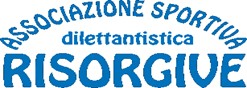 ASSOCIAZIONE SPORTIVA
dilettantistica
RISORGIVE